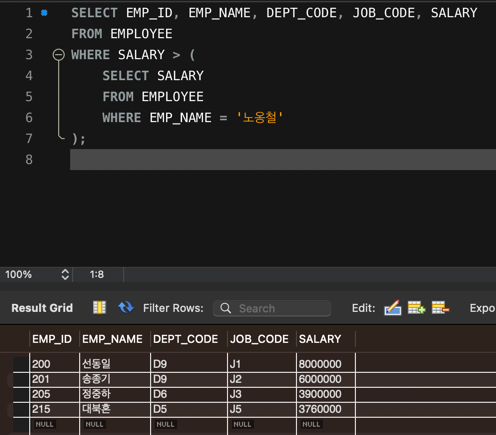 1 SELECT EMP_ID, EMP_NAME, DEPT_CODE, JOB_CODE, SALARY
2 FROM EMPLOYEE
3 WHERE SALARY > (
4 SELECT SALARY
5 FROM EMPLOYEE
6 WHERE EMP_NAME = '노옹철'
7 );
8
100% 1:8
Result Grid Filter Rows: Search Edit: Expo
EMP_ID EMP_NAME DEPT_CODE JOB_CODE SALARY
200 선동일 D9 J1 8000000
201 송종기 D9 J2 6000000
205 정중하 D6 J3 3900000
215 대북혼 D5 J5 3760000
NULL NULL NULL NULL NULL